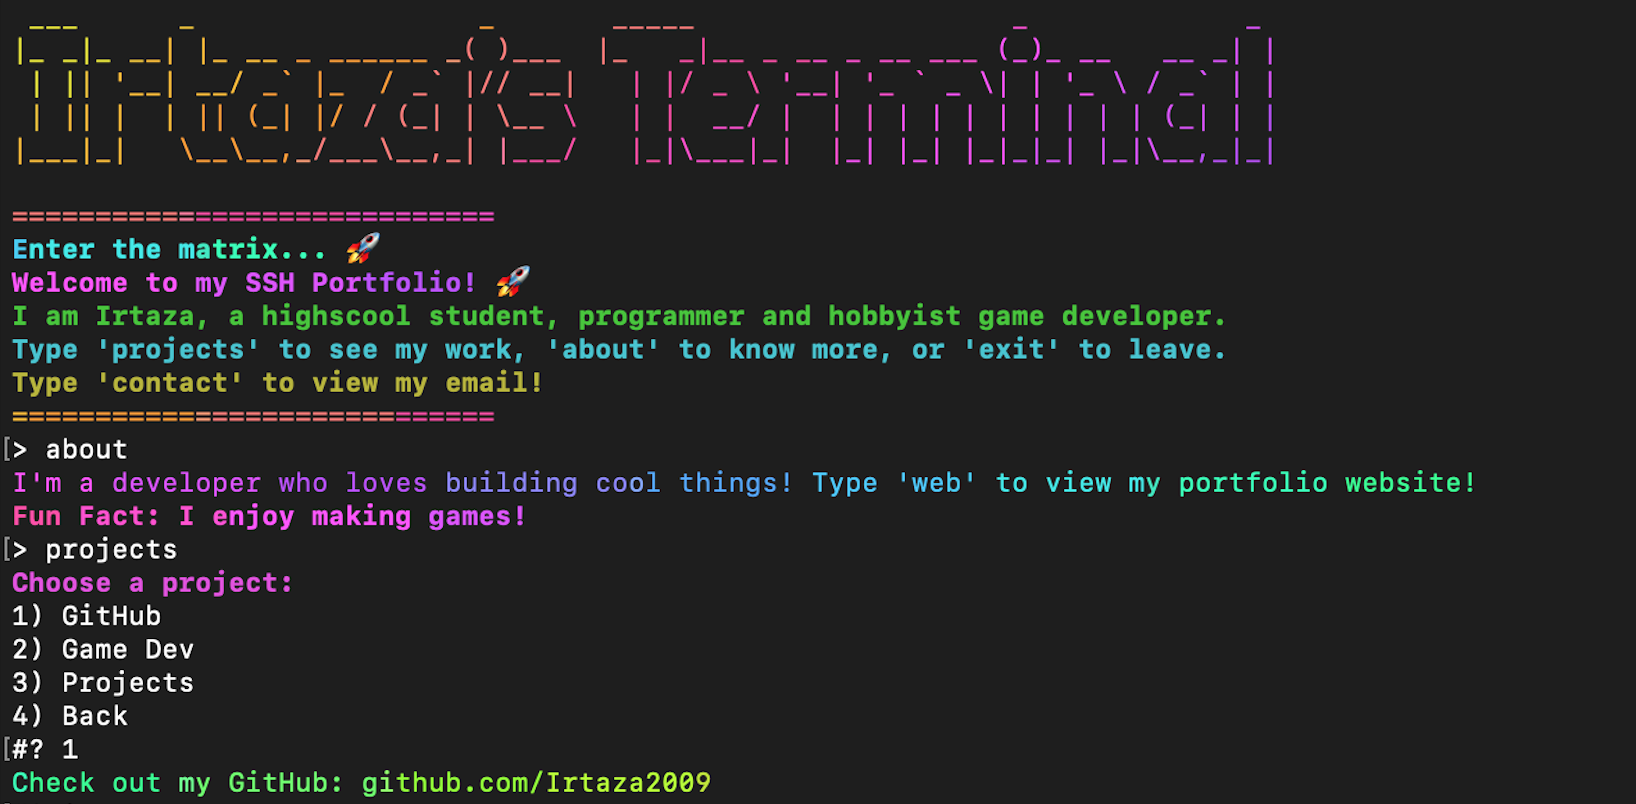 Irtaza's Terminal
============================= 
Enter the matrix... 🚀
Welcome to my SSH Portfolio! 🚀
I am Irtaza, a highscool student, programmer and hobbyist game developer.
Type 'projects' to see my work, 'about' to know more, or 'exit' to leave.
Type 'contact' to view my email!
=============================
[> about
I'm a developer who loves building cool things! Type 'web' to view my portfolio website!
Fun Fact: I enjoy making games!
[> projects
Choose a project:
1) GitHub
2) Game Dev
3) Projects
4) Back
[#? 1
Check out my GitHub: github.com/Irtaza2009